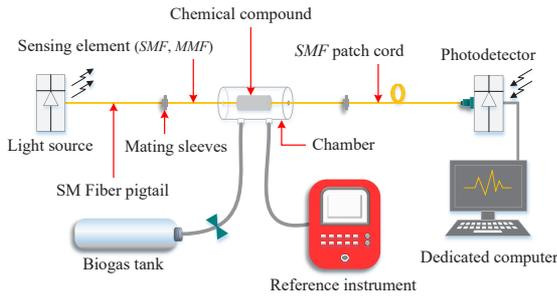 Chemical compound
Sensing element (SMF, MMF)
SMF patch cord
Photodetector
Light source
Mating sleeves
Chamber
SM Fiber pigtail
Biogas tank
Reference instrument
Dedicated computer